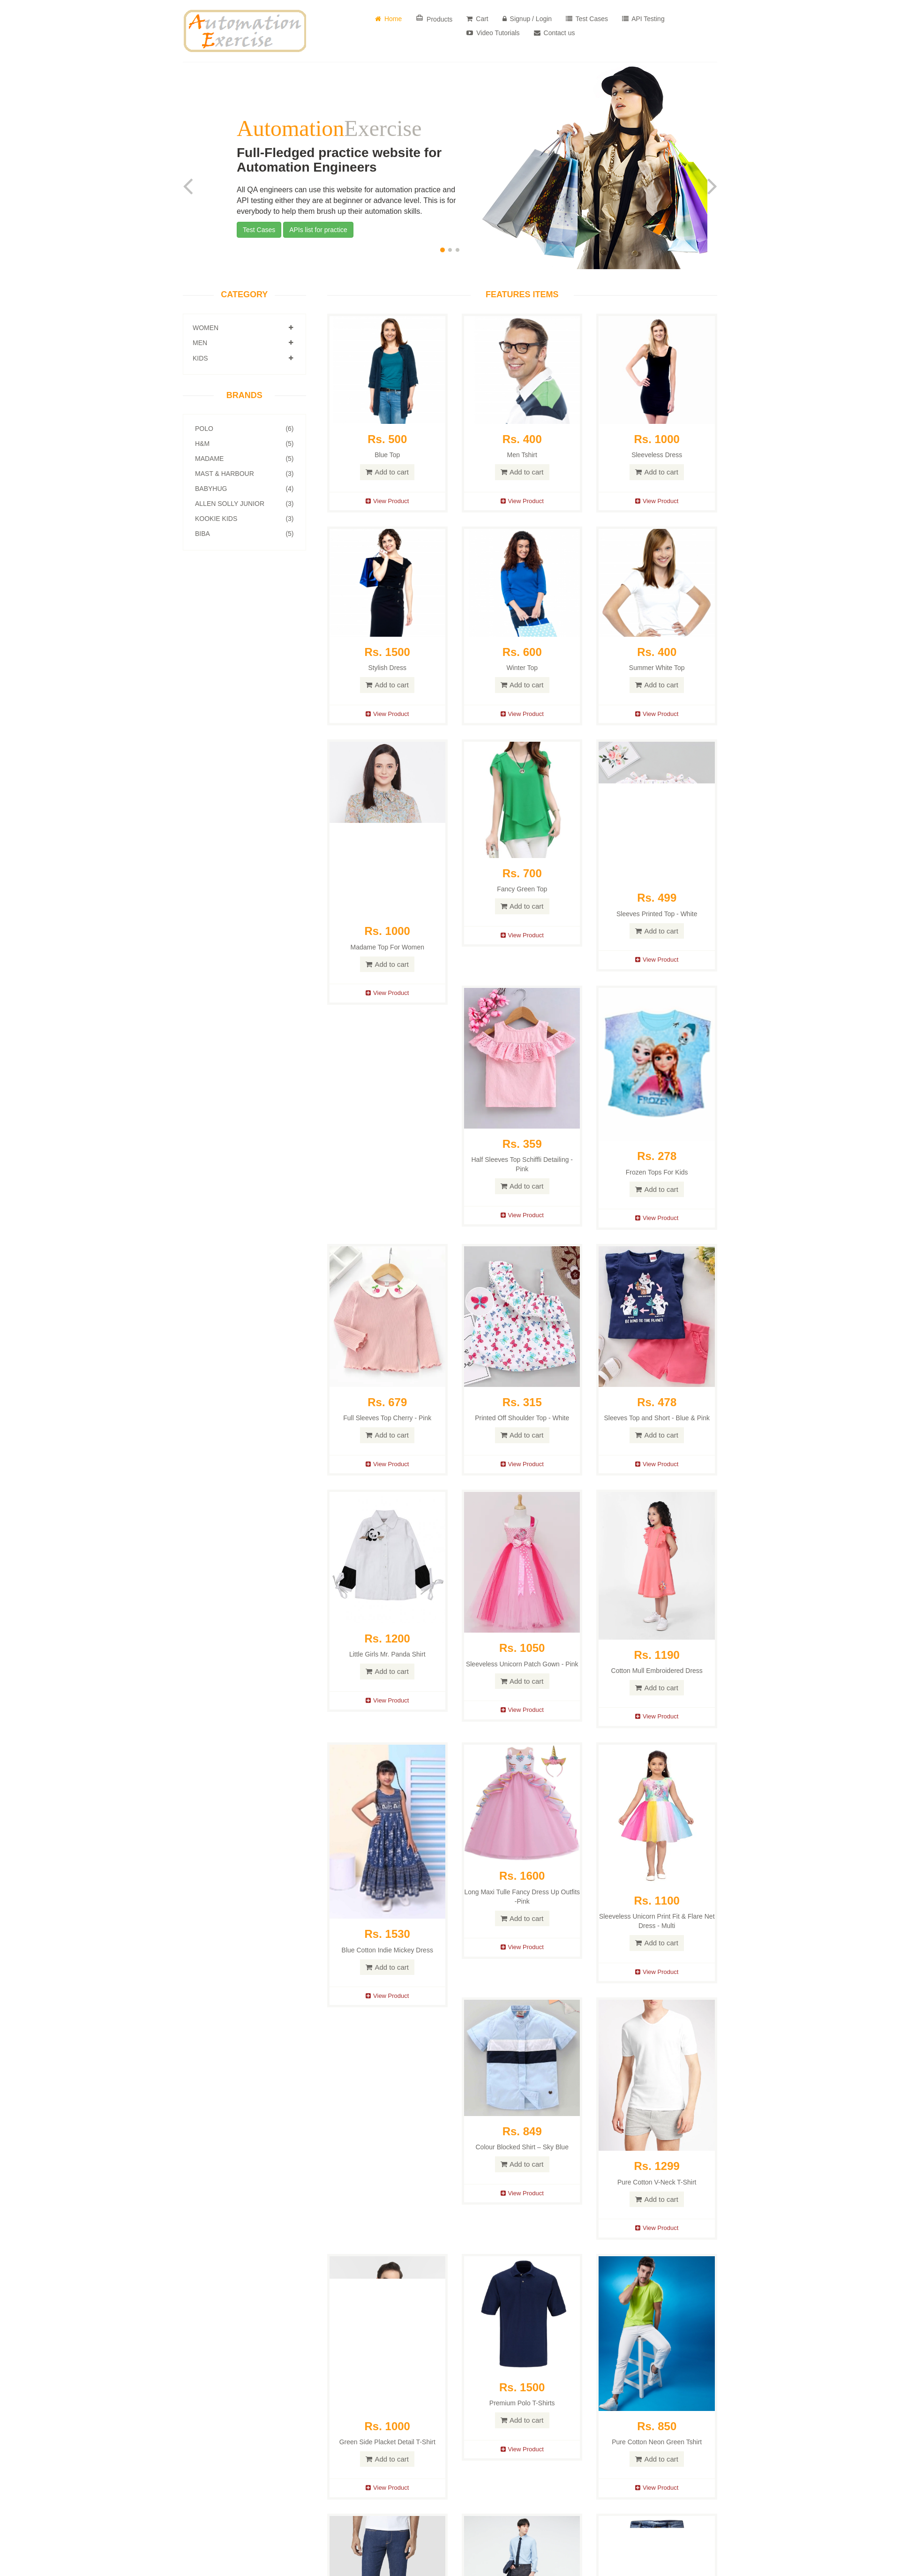 Automation
Exercise
Home
Products
Cart
Signup / Login
Test Cases
API Testing
Video Tutorials
Contact us
AutomationExercise
Full-Fledged practice website for
Automation Engineers
All QA engineers can use this website for automation practice and
API testing either they are at beginner or advance level. This is for
everybody to help them brush up their automation skills.
Test Cases
APIs list for practice
CATEGORY
WOMEN
MEN
KIDS
BRANDS
POLO (6)
H&M (5)
MADAME (5)
MAST & HARBOUR (3)
BABYHUG (4)
ALLEN SOLLY JUNIOR (3)
KOOKIE KIDS (3)
BIBA (5)
FEATURES ITEMS
Rs. 500
Blue Top
Add to cart
View Product
Rs. 400
Men Tshirt
Add to cart
View Product
Rs. 1000
Sleeveless Dress
Add to cart
View Product
Rs. 1500
Stylish Dress
Add to cart
View Product
Rs. 600
Winter Top
Add to cart
View Product
Rs. 400
Summer White Top
Add to cart
View Product
Rs. 1000
Madame Top For Women
Add to cart
View Product
Rs. 700
Fancy Green Top
Add to cart
View Product
Rs. 499
Sleeves Printed Top - White
Add to cart
View Product
Rs. 359
Half Sleeves Top Schiffli Detailing -
Pink
Add to cart
View Product
FROZEN
Rs. 278
Frozen Tops For Kids
Add to cart
View Product
Rs. 679
Full Sleeves Top Cherry - Pink
Add to cart
View Product
Rs. 315
Printed Off Shoulder Top - White
Add to cart
View Product
Rs. 478
Sleeves Top and Short - Blue & Pink
Add to cart
View Product
Rs. 1200
Little Girls Mr. Panda Shirt
Add to cart
View Product
Rs. 1050
Sleeveless Unicorn Patch Gown - Pink
Add to cart
View Product
Rs. 1190
Cotton Mull Embroidered Dress
Add to cart
View Product
Rs. 1530
Blue Cotton Indie Mickey Dress
Add to cart
View Product
Rs. 1600
Long Maxi Tulle Fancy Dress Up Outfits
-Pink
Add to cart
View Product
Rs. 1100
Sleeveless Unicorn Print Fit & Flare Net
Dress - Multi
Add to cart
View Product
Rs. 849
Colour Blocked Shirt – Sky Blue
Add to cart
View Product
Rs. 1299
Pure Cotton V-Neck T-Shirt
Add to cart
View Product
Rs. 1000
Green Side Placket Detail T-Shirt
Add to cart
View Product
Rs. 1500
Premium Polo T-Shirts
Add to cart
View Product
Rs. 850
Pure Cotton Neon Green Tshirt
Add to cart
View Product